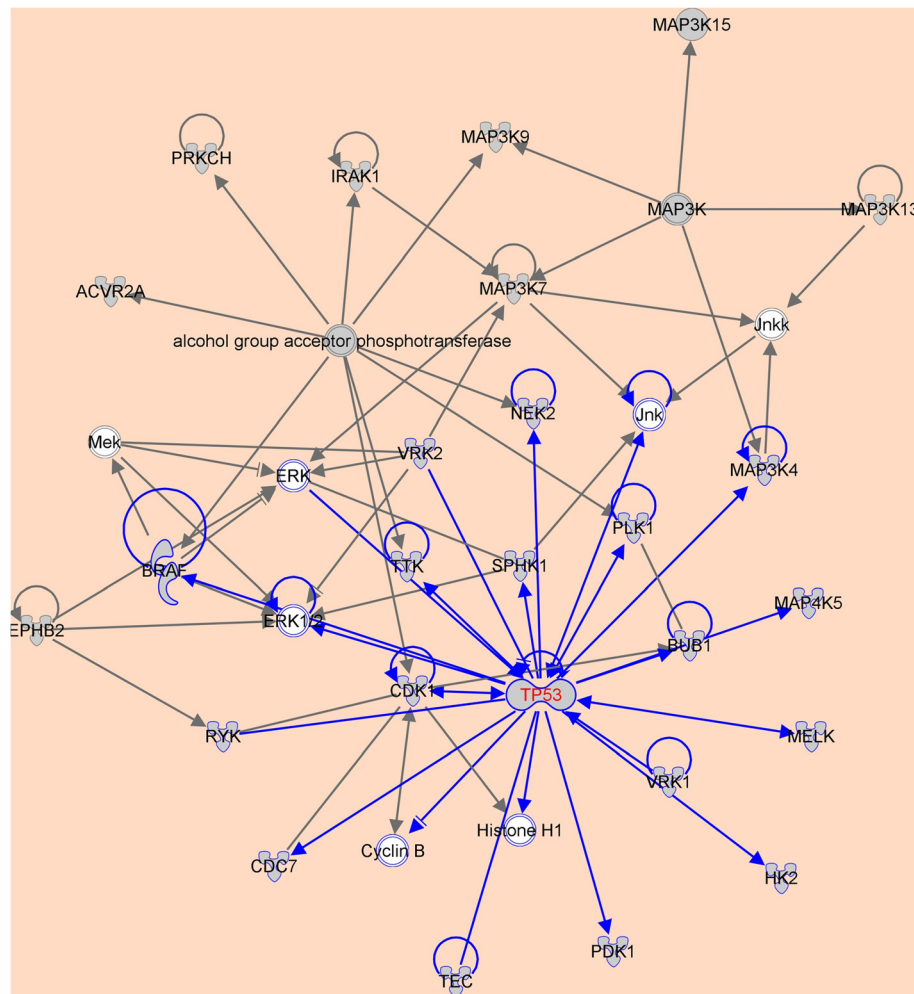 MAP3K15
MAP3K9
PRKCH
IRAK1
MAP3K
MAP3K13
ACVR2A
MAP3K7
Jnkk
alcohol group acceptor phosphotransferase
NEK2
Jnk
Mek
VRK2
MAP3K4
ERK
PLK1
BRAF
TTK
SPHK1
MAP4K5
ERK1/2
EPHB2
BUB1
CDK1
TP53
RYK
MELK
VRK1
Histone H1
Cyclin B
CDC7
HK2
PDK1
TEC